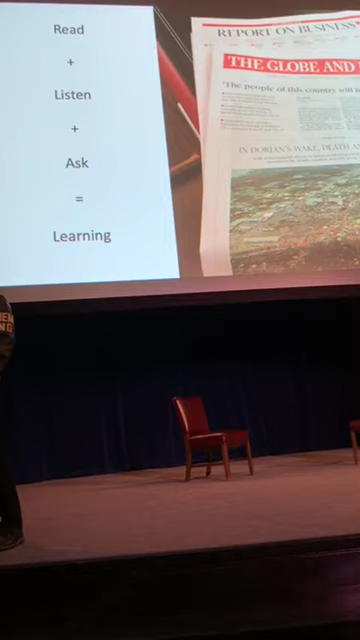 Read
+
Listen
+
Ask
=
Learning
REPORT ON BUSINESS
THE GLOBE AND
'The people of this country will
IN DORIAN'S WAKE, DEATH